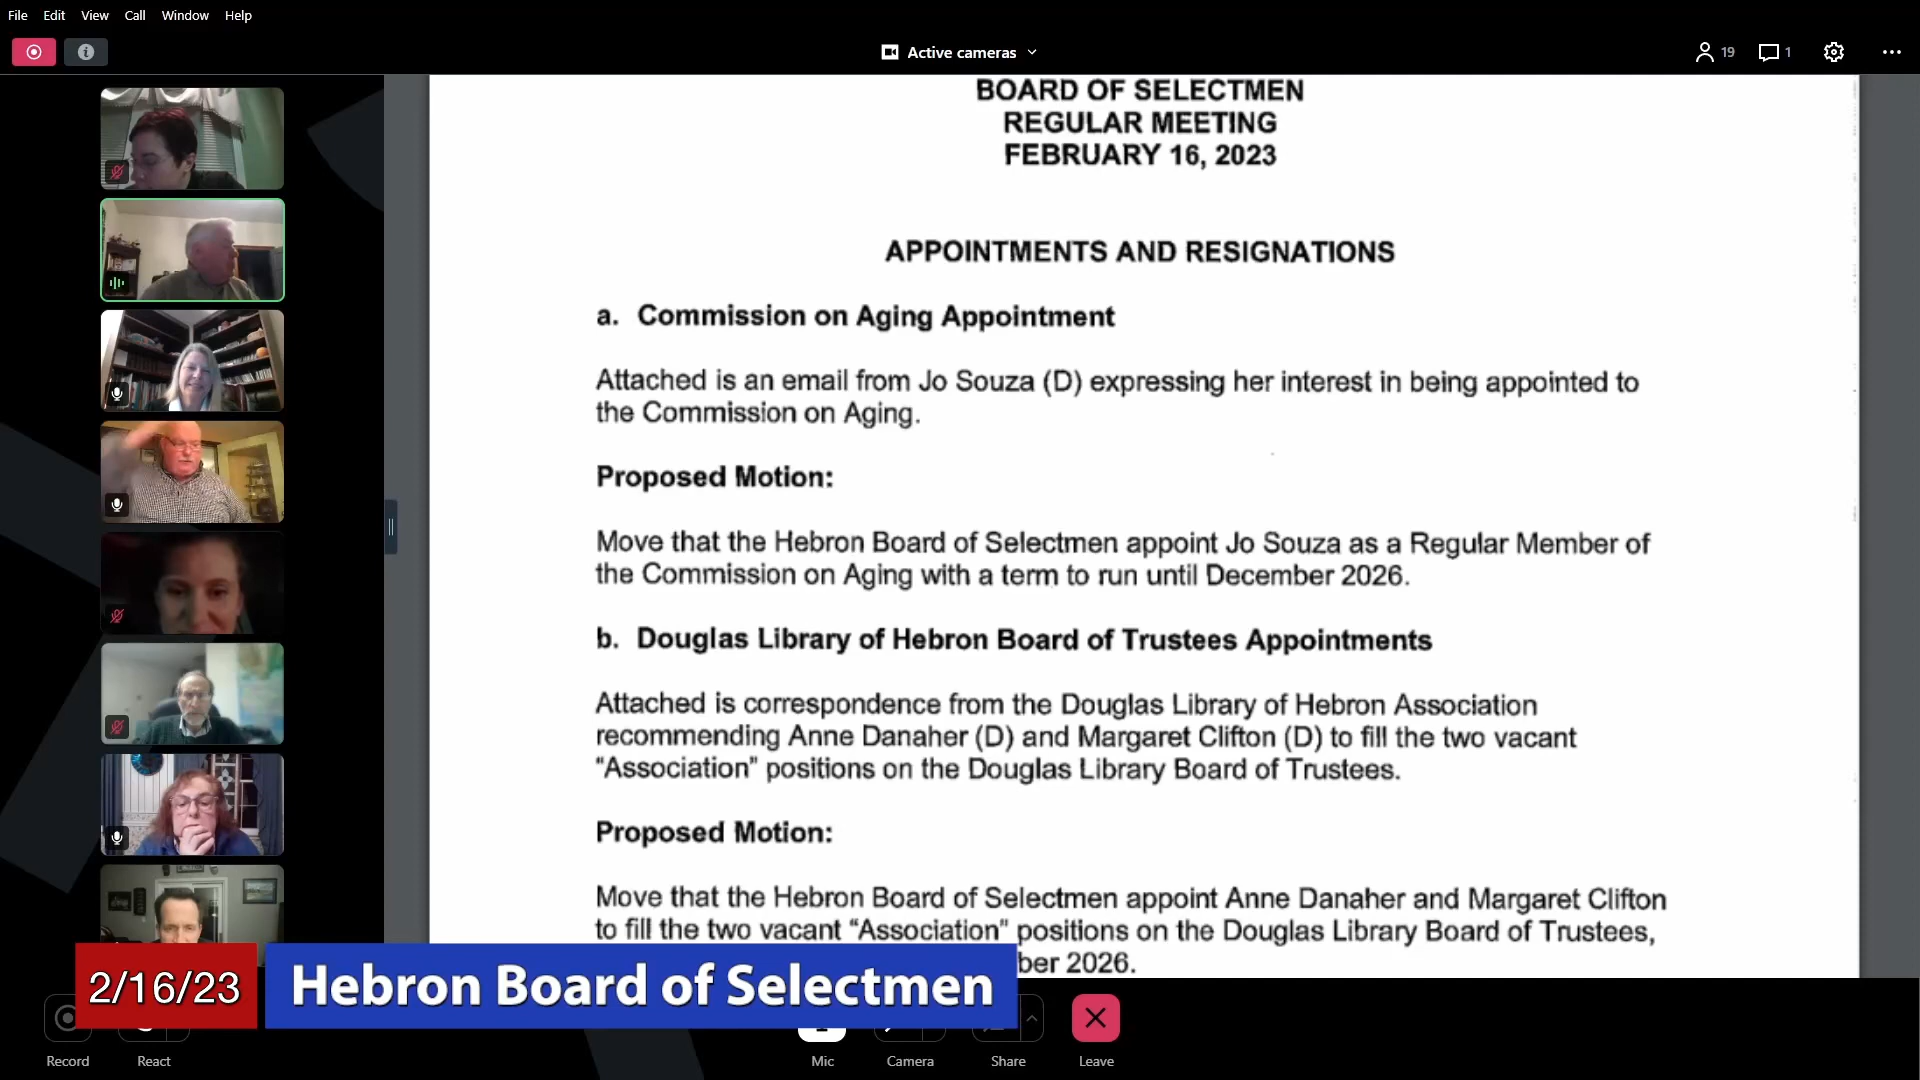 File Edit View Call Window Help
Active cameras
19
1
BOARD OF SELECTMEN
REGULAR MEETING
FEBRUARY 16, 2023
APPOINTMENTS AND RESIGNATIONS
a. Commission on Aging Appointment
Attached is an email from Jo Souza (D) expressing her interest in being appointed to
the Commission on Aging.
Proposed Motion:
Move that the Hebron Board of Selectmen appoint Jo Souza as a Regular Member of
the Commission on Aging with a term to run until December 2026.
b. Douglas Library of Hebron Board of Trustees Appointments
Attached is correspondence from the Douglas Library of Hebron Association
recommending Anne Danaher (D) and Margaret Clifton (D) to fill the two vacant
“Association” positions on the Douglas Library Board of Trustees.
Proposed Motion:
Move that the Hebron Board of Selectmen appoint Anne Danaher and Margaret Clifton
to fill the two vacant “Association” positions on the Douglas Library Board of Trustees,
ber 2026.
2/16/23
Hebron Board of Selectmen
Record React Mic Camera Share Leave